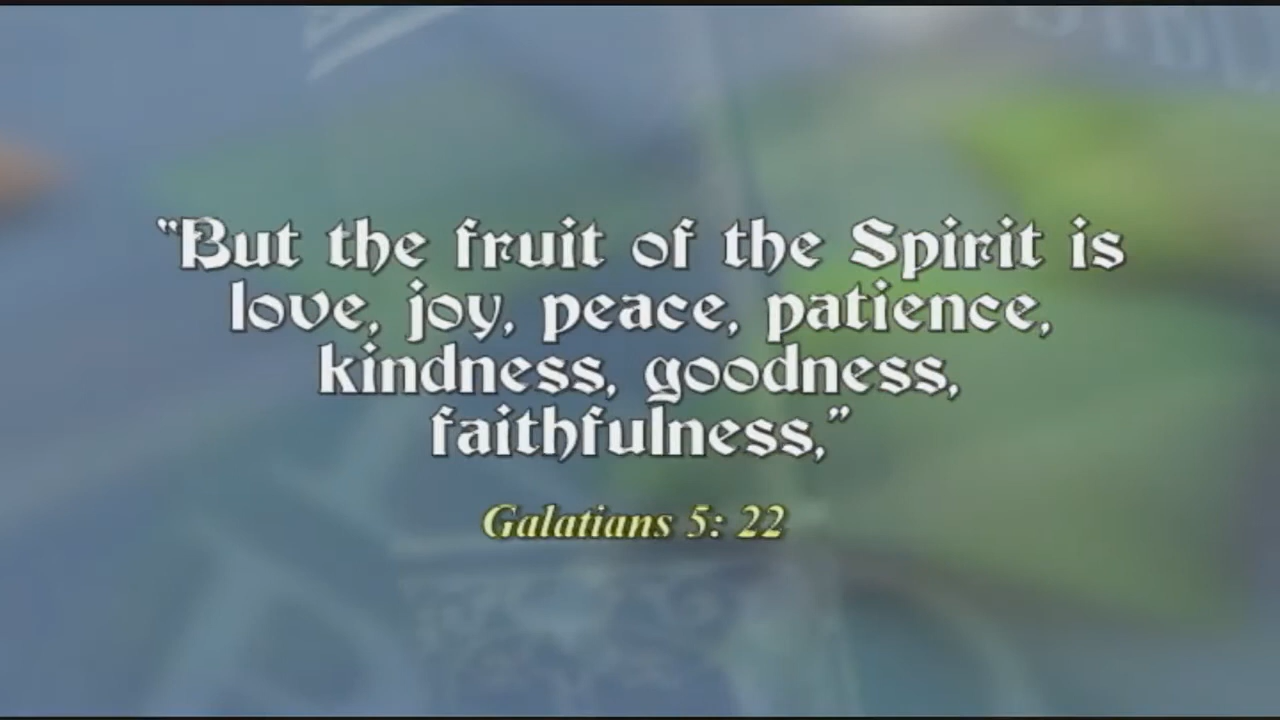 “But the fruit of the Spirit is
love, joy, peace, patience,
kindness, goodness,
faithfulness,”
Galatians 5: 22